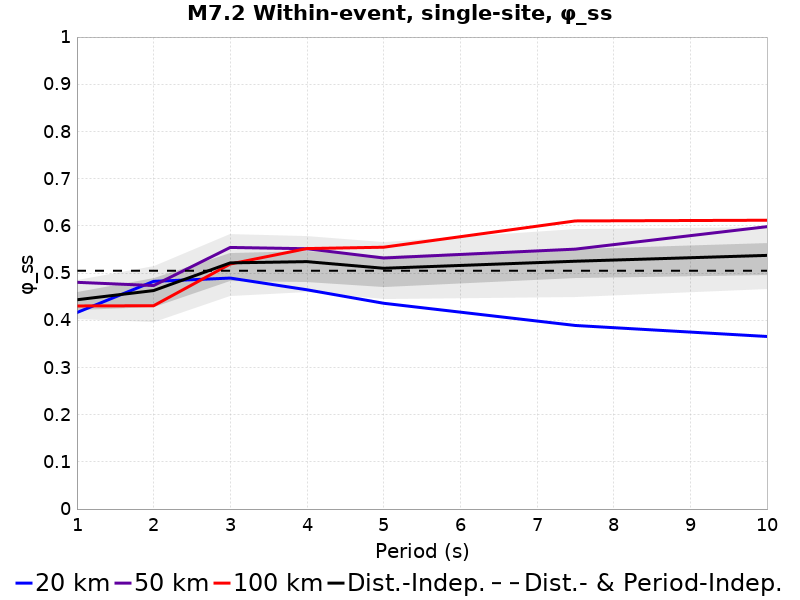 M7.2 Within-event, single-site, φ_ss
1
0.9
0.8
0.7
0.6
0.5
0.4
0.3
0.2
0.1
0
φ_ss
1 2 3 4 5 6 7 8 9 10
Period (s)
20 km 50 km 100 km Dist.-Indep. Dist.- & Period-Indep.